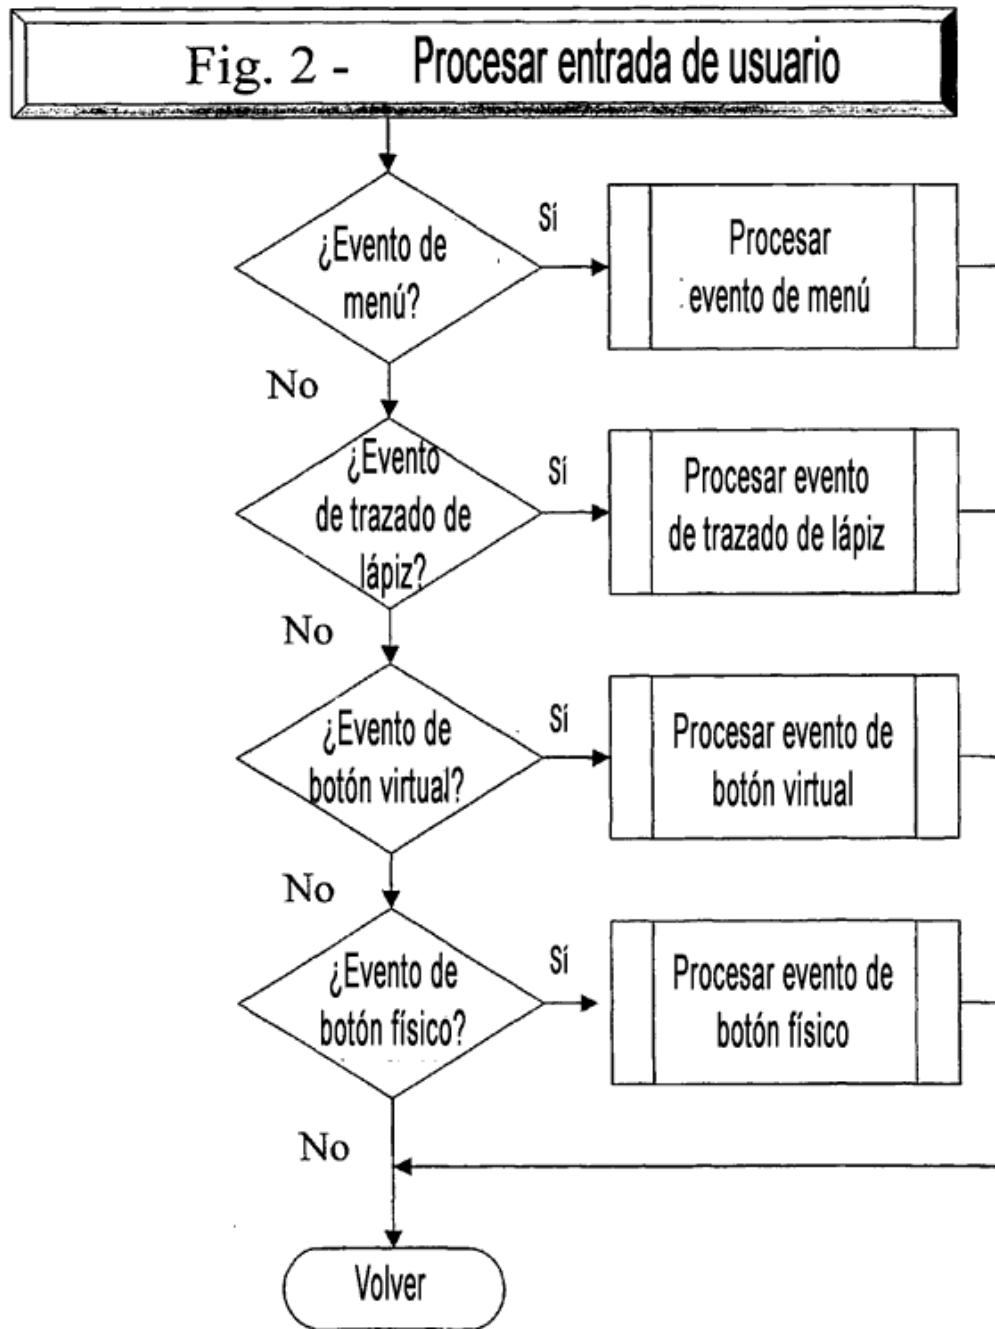 Fig. 2 - Procesar entrada de usuario
¿Evento de
menú?
Sí
Procesar
evento de menú
No
¿Evento
de trazado de
lápiz?
Sí
Procesar evento
de trazado de lápiz
No
¿Evento de
botón virtual?
Sí
Procesar evento de
botón virtual
No
¿Evento de
botón físico?
Sí
Procesar evento de
botón físico
No
Volver